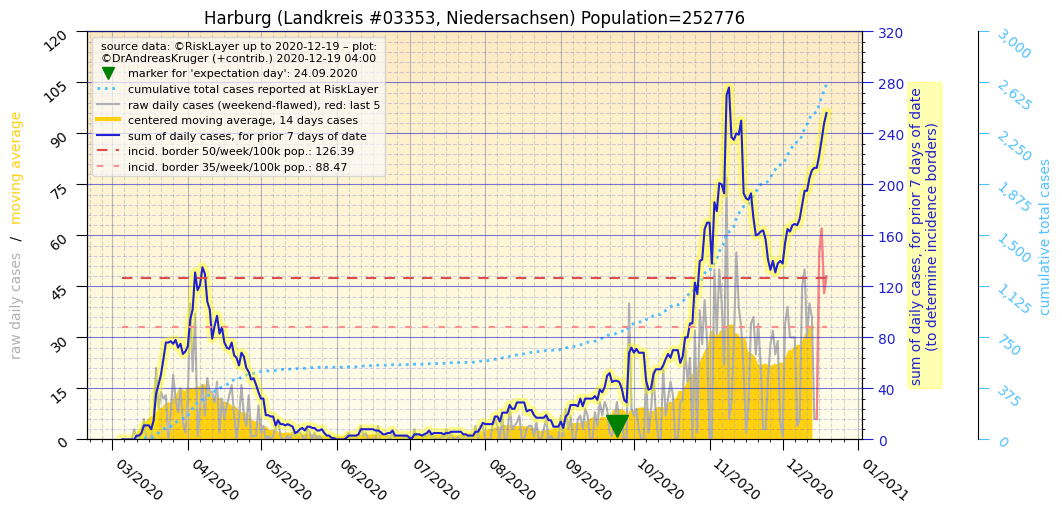 Harburg (Landkreis #03353, Niedersachsen) Population=252776
source data: ©RiskLayer up to 2020-12-19 – plot:
©DrAndreasKruger (+contrib.) 2020-12-19 04:00
marker for 'expectation day': 24.09.2020
cumulative total cases reported at RiskLayer
raw daily cases (weekend-flawed), red: last 5
centered moving average, 14 days cases
sum of daily cases, for prior 7 days of date
incid. border 50/week/100k pop.: 126.39
incid. border 35/week/100k pop.: 88.47
raw daily cases / moving average
120
105
90
75
60
45
30
15
0
03/2020
04/2020
05/2020
06/2020
07/2020
08/2020
09/2020
10/2020
11/2020
12/2020
01/2021
320
280
240
200
160
120
80
40
0
sum of daily cases, for prior 7 days of date
(to determine incidence borders)
3,000
2,625
2,250
1,875
1,500
1,125
750
375
0
cumulative total cases